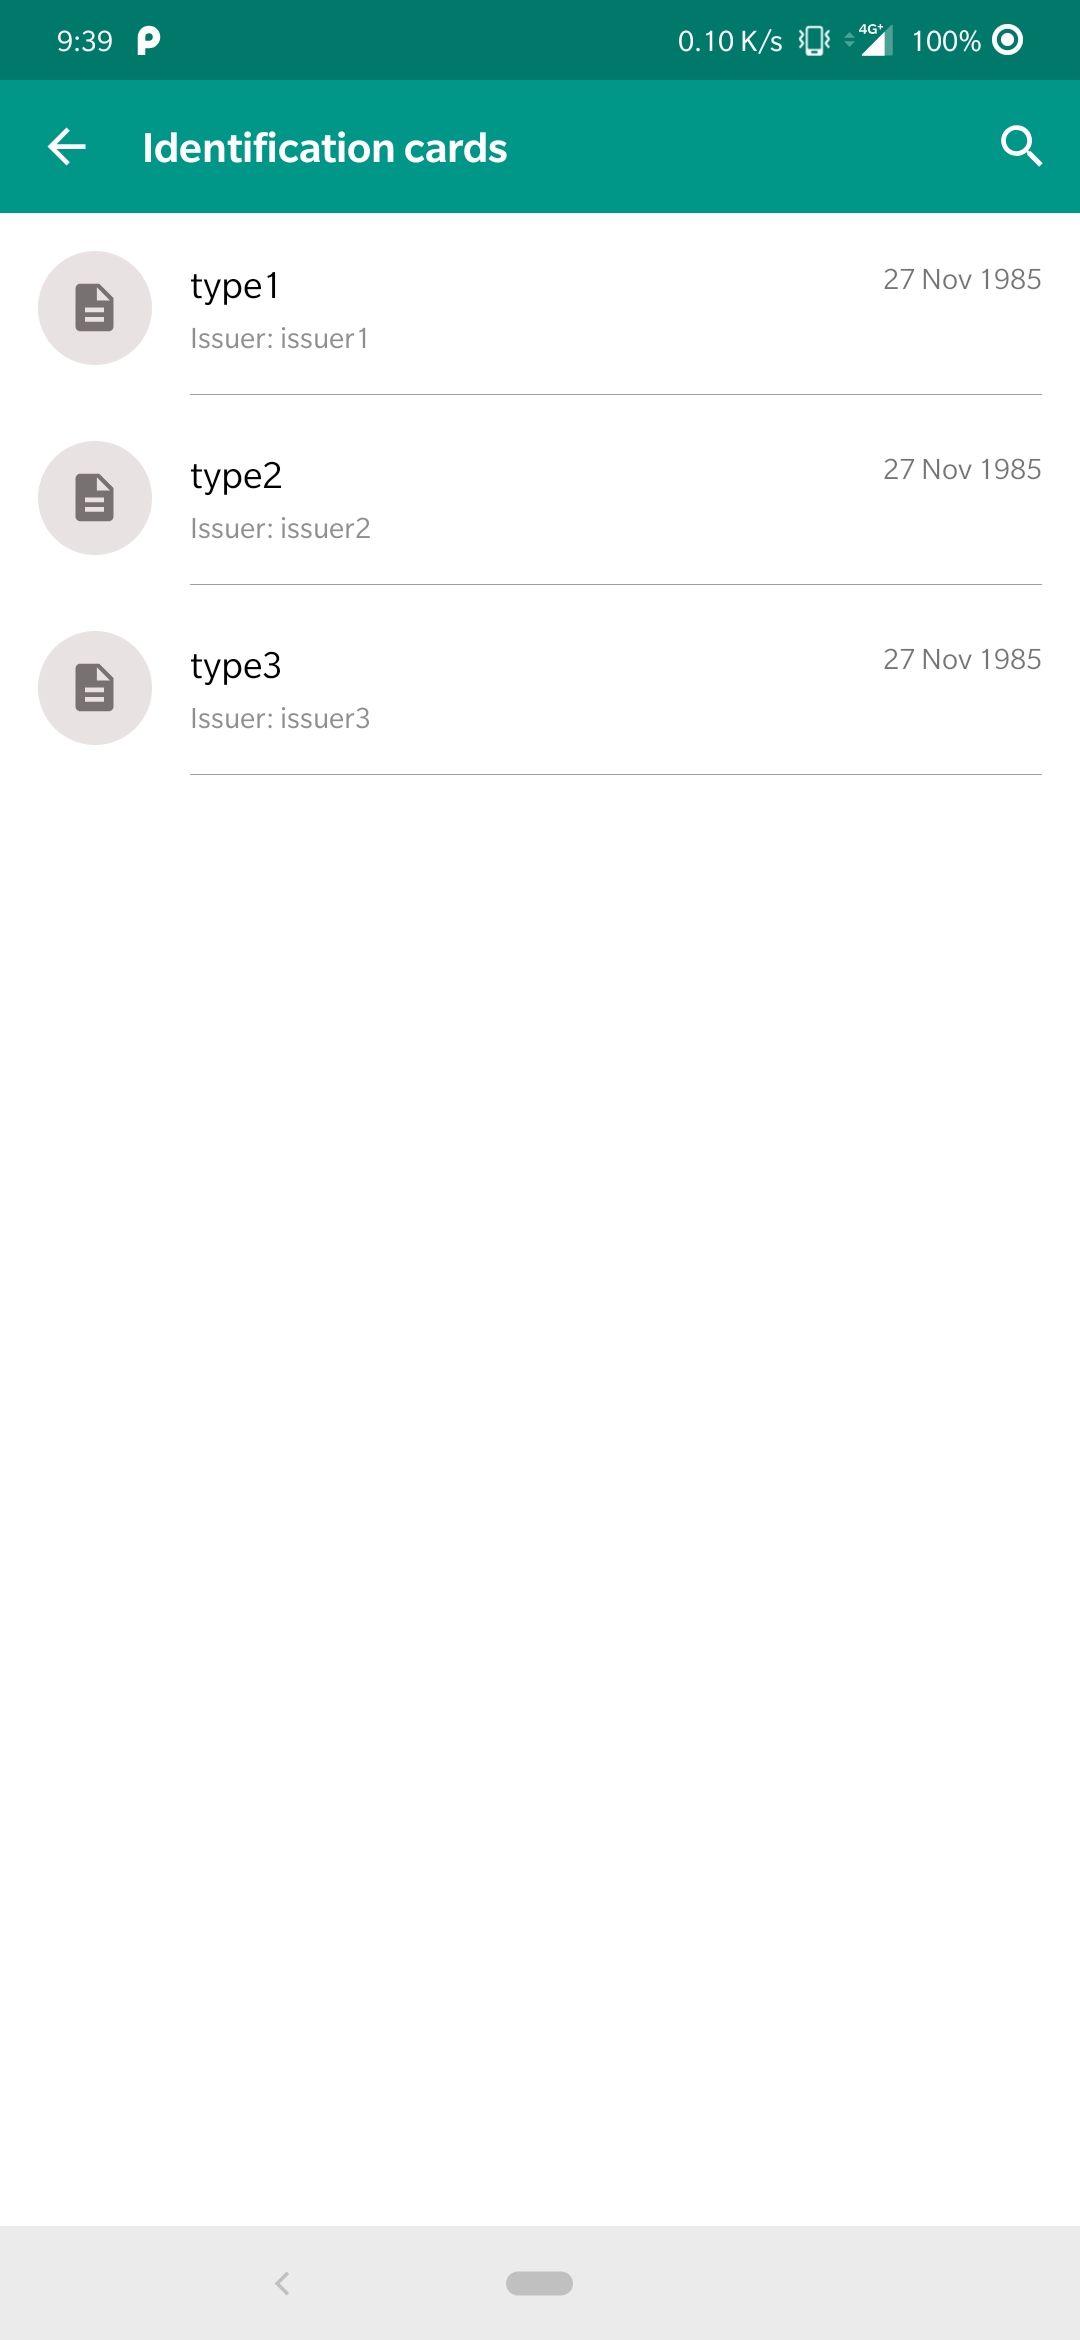 9:39 0.10 K/s 4G+ 100%
Identification cards
type1 27 Nov 1985
Issuer: issuer1
type2 27 Nov 1985
Issuer: issuer2
type3 27 Nov 1985
Issuer: issuer3